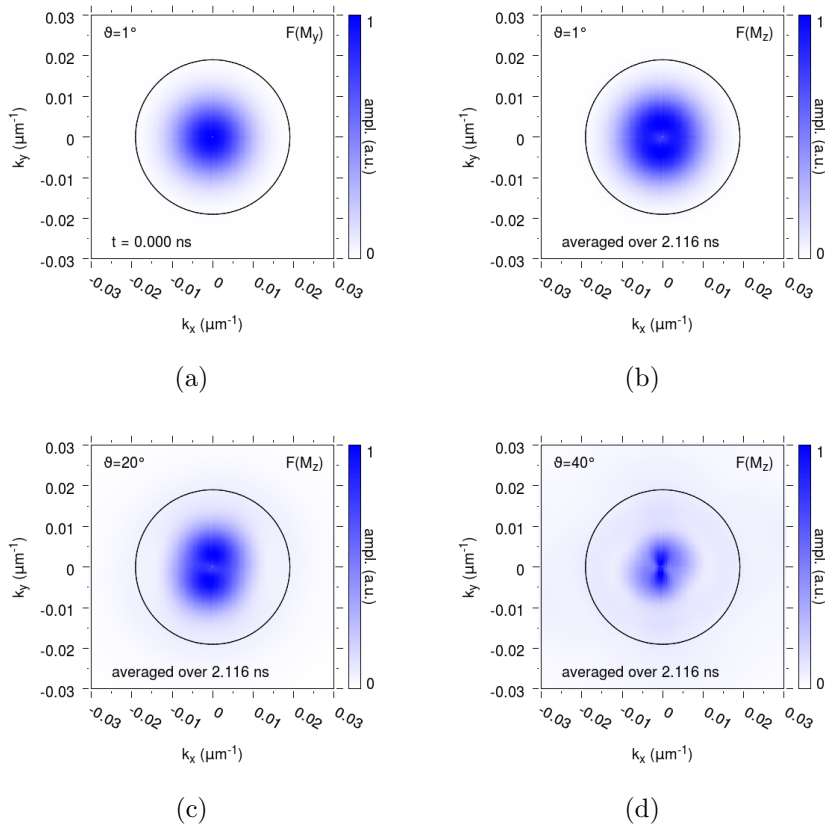 0.03
ϑ=1°
F(My)
1
0.02
0.01
ky (μm-1)
0
ampl. (a.u.)
-0.01
-0.02
t = 0.000 ns
0
-0.03
-0.03 -0.02 -0.01 0 0.01 0.02 0.03
kx (μm-1)
(a)
0.03
ϑ=1°
F(Mz)
1
0.02
0.01
ky (μm-1)
0
ampl. (a.u.)
-0.01
-0.02
averaged over 2.116 ns
0
-0.03
-0.03 -0.02 -0.01 0 0.01 0.02 0.03
kx (μm-1)
(b)
0.03
ϑ=20°
F(Mz)
1
0.02
0.01
ky (μm-1)
0
ampl. (a.u.)
-0.01
-0.02
averaged over 2.116 ns
0
-0.03
-0.03 -0.02 -0.01 0 0.01 0.02 0.03
kx (μm-1)
(c)
0.03
ϑ=40°
F(Mz)
1
0.02
0.01
ky (μm-1)
0
ampl. (a.u.)
-0.01
-0.02
averaged over 2.116 ns
0
-0.03
-0.03 -0.02 -0.01 0 0.01 0.02 0.03
kx (μm-1)
(d)